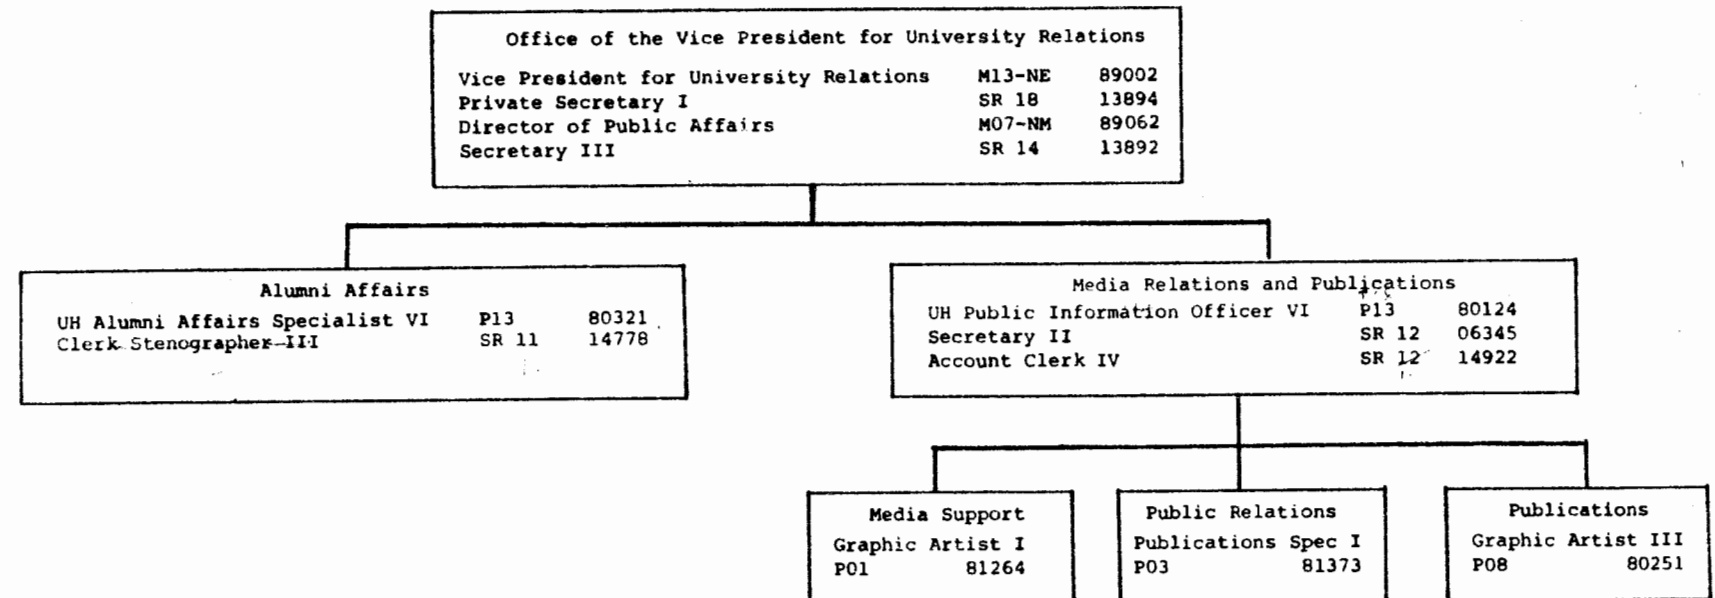 Office of the Vice President for University Relations
Vice President for University Relations M13-NE 89002
Private Secretary I SR 18 13894
Director of Public Affairs M07-NM 89062
Secretary III SR 14 13892
Alumni Affairs
UH Alumni Affairs Specialist VI P13 80321
Clerk Stenographer III SR 11 14778
Media Relations and Publications
UH Public Information Officer VI P13 80124
Secretary II SR 12 06345
Account Clerk IV SR 12 14922
Media Support
Graphic Artist I
P01 81264
Public Relations
Publications Spec I
P03 81373
Publications
Graphic Artist III
P08 80251